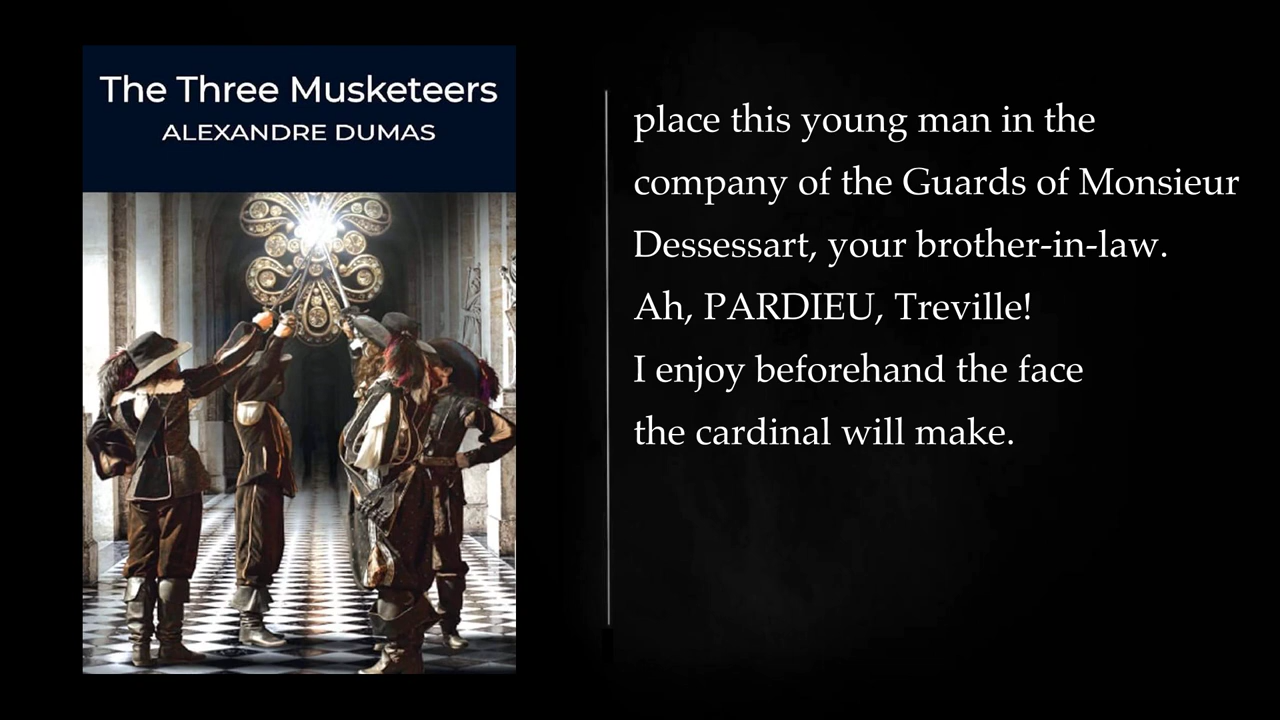 The Three Musketeers
ALEXANDRE DUMAS
place this young man in the
company of the Guards of Monsieur
Dessessart, your brother-in-law.
Ah, PARDIEU, Treville!
I enjoy beforehand the face
the cardinal will make.